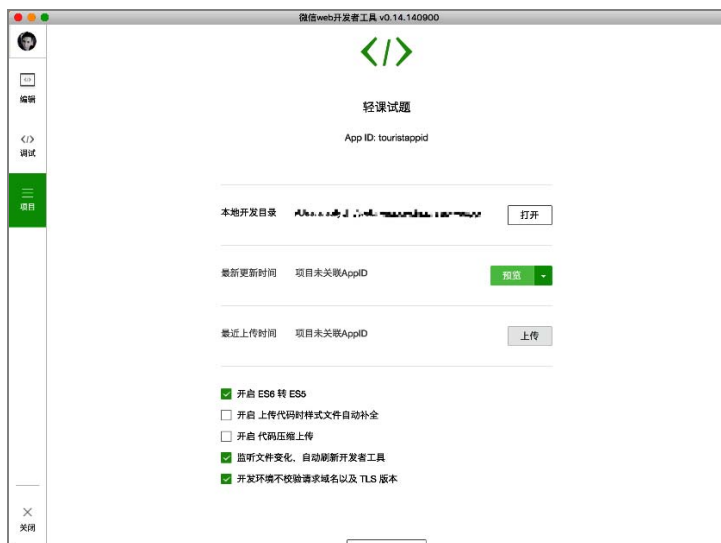 微信web开发者工具 v0.14.140900
编辑
调试
项目
关闭
轻课试题
App ID: touristappid
本地开发目录
打开
最新更新时间 项目未关联AppID
预览
最近上传时间 项目未关联AppID
上传
开启 ES6 转 ES5
开启 上传代码时样式文件自动补全
开启 代码压缩上传
监听文件变化、自动刷新开发者工具
开发环境不校验请求域名以及 TLS 版本